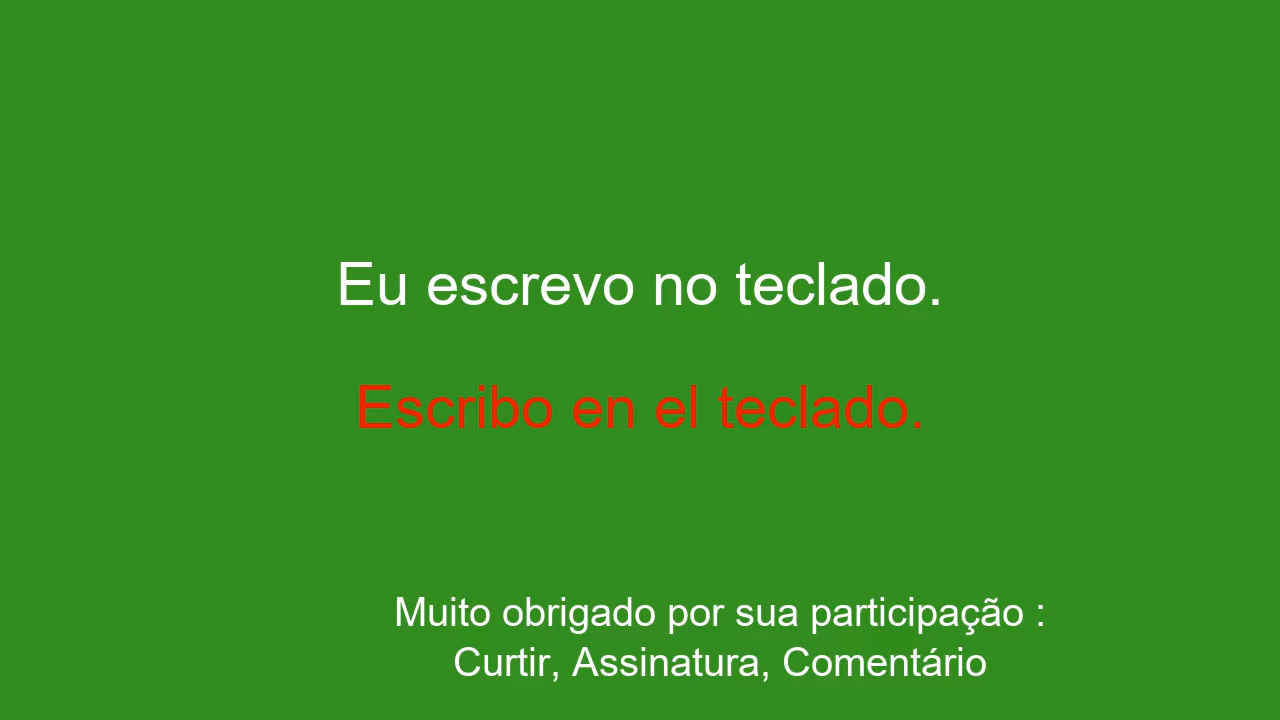 Eu escrevo no teclado.
Escribo en el teclado.
Muito obrigado por sua participação :
Curtir, Assinatura, Comentário